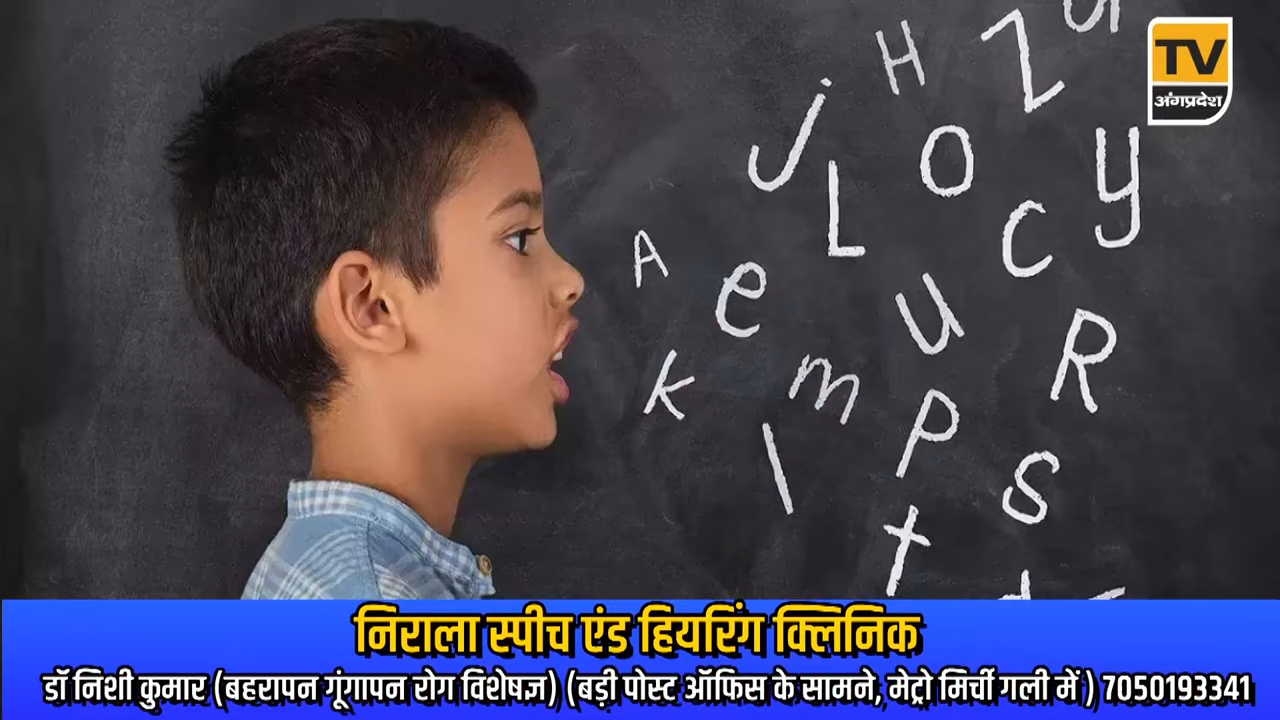 H Z a
TV
अंगप्रदेश
j L o y
A e c
u R
k m p
l s
t
निराला स्पीच एंड हियरिंग क्लिनिक
डॉ निशी कुमार (बहरापन गूंगापन रोग विशेषज्ञ) (बड़ी पोस्ट ऑफिस के सामने, मेट्रो मिर्ची गली में ) 7050193341